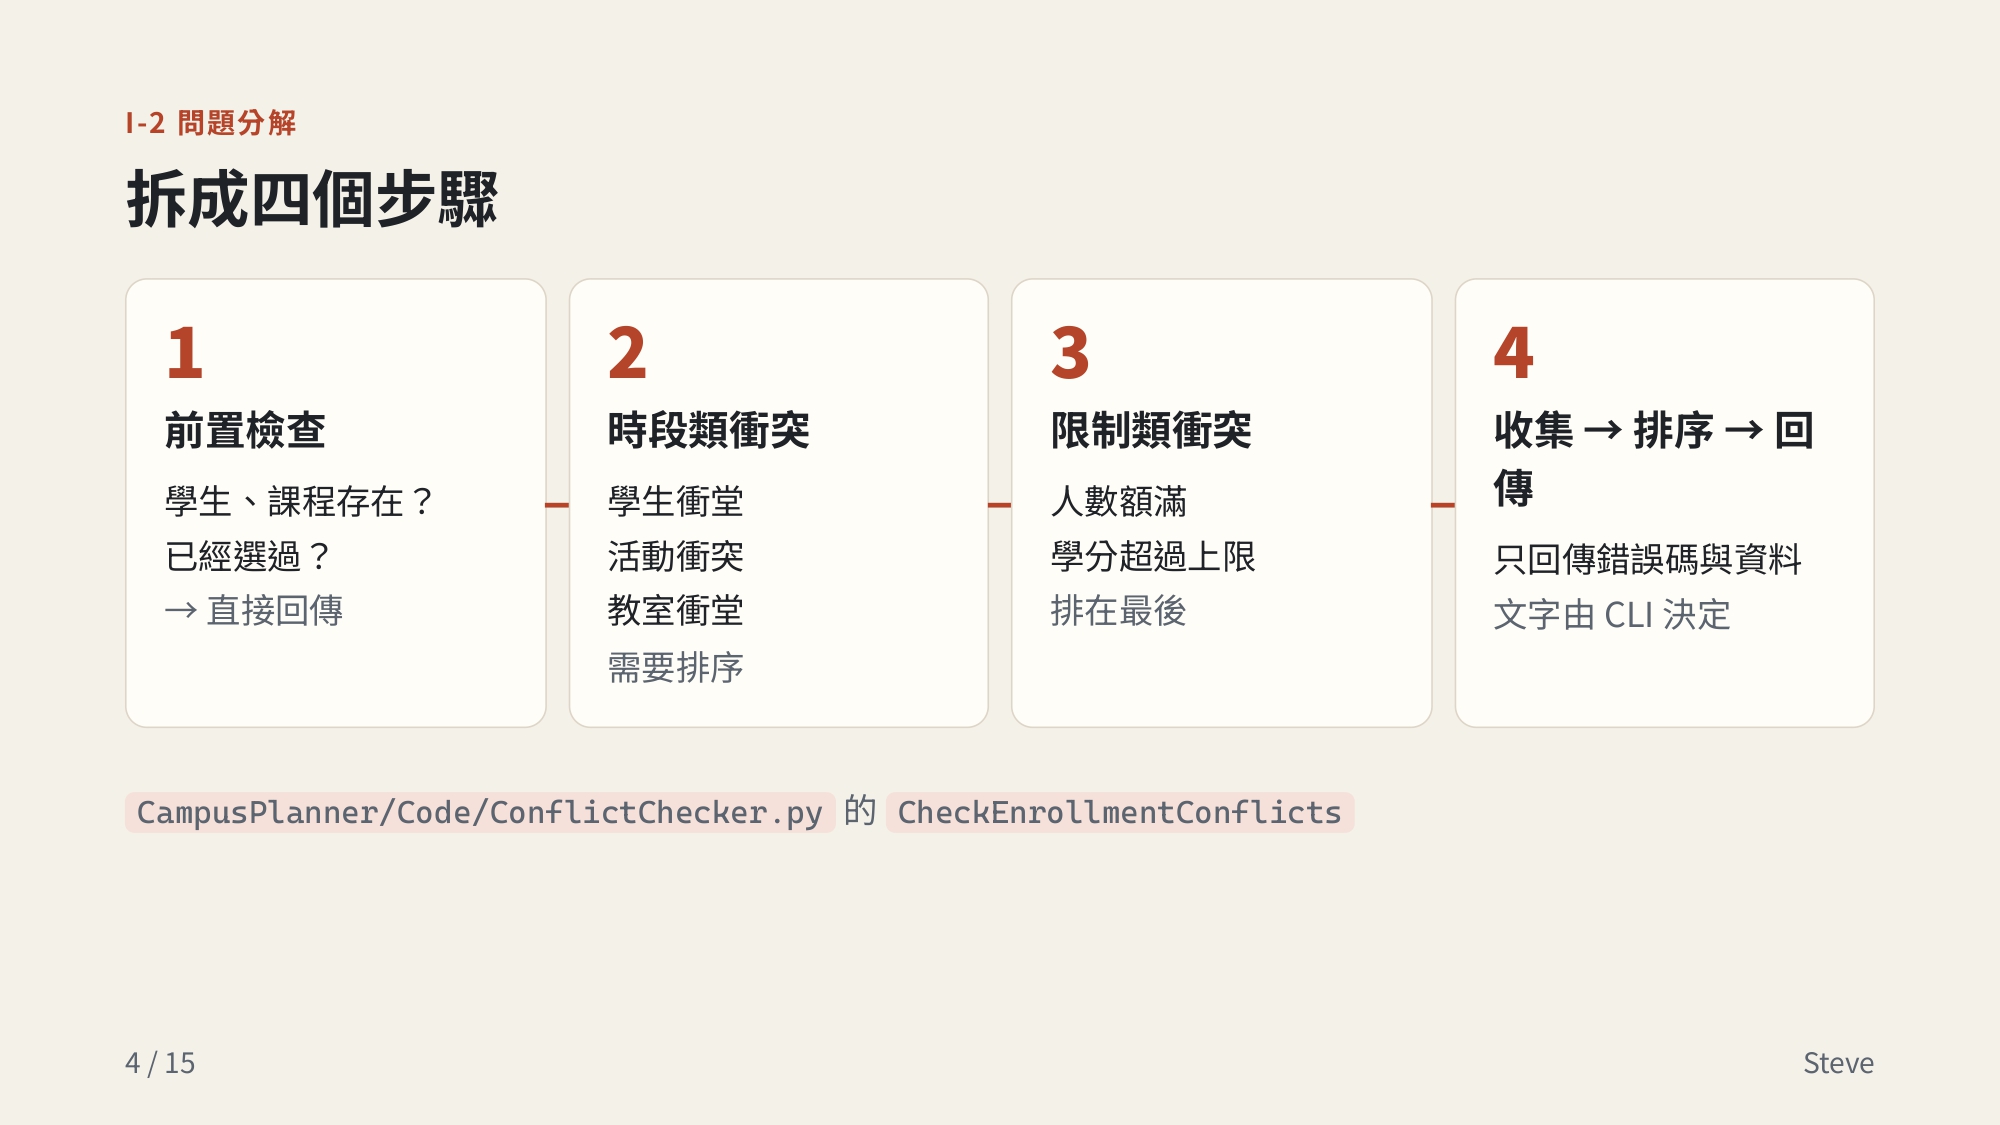 I-2 問題分解
拆成四個步驟
1
前置檢查
學生、課程存在？
已經選過？
→ 直接回傳
2
時段類衝突
學生衝堂
活動衝突
教室衝堂
需要排序
3
限制類衝突
人數額滿
學分超過上限
排在最後
4
收集 → 排序 → 回
傳
只回傳錯誤碼與資料
文字由 CLI 決定
CampusPlanner/Code/ConflictChecker.py 的 CheckEnrollmentConflicts
4 / 15
Steve